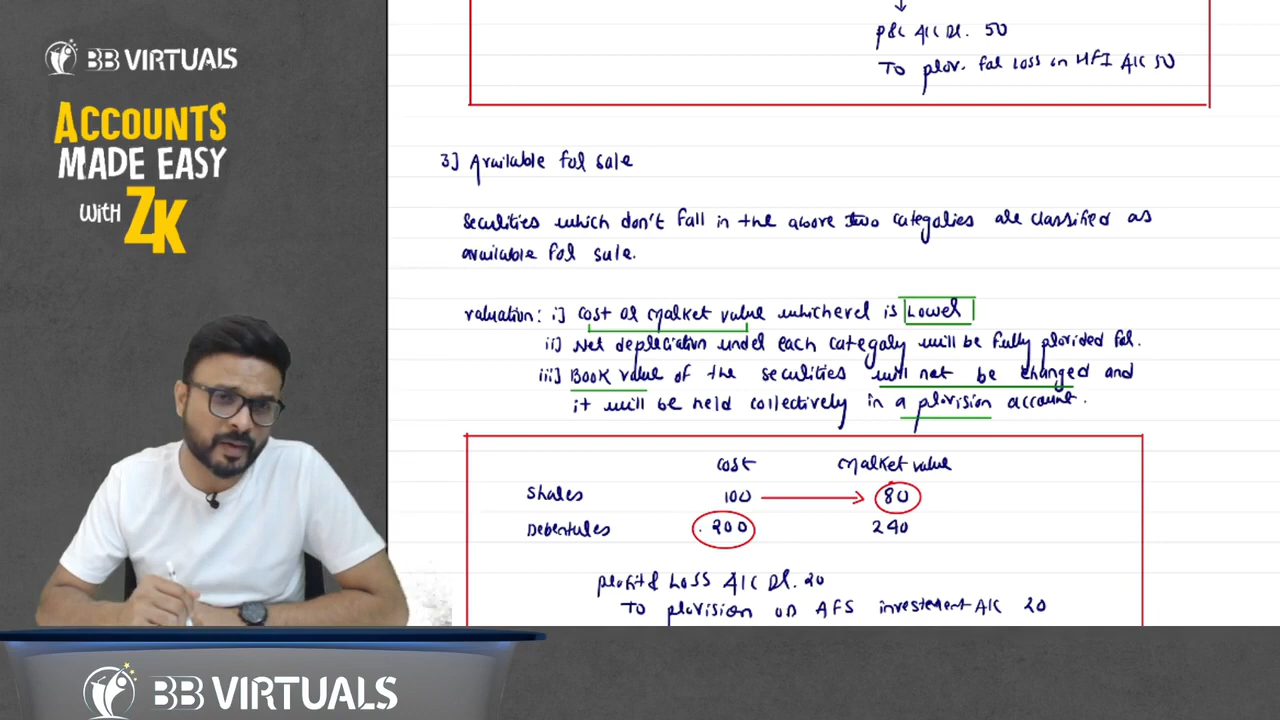 BB VIRTUALS
ACCOUNTS
MADE EASY
WITH ZK
P&L A/C Dr. 50
To prov. for Loss on HFI A/C 50
3] Available for sale
Securities which don't fall in the above two categories are classified as
available for sale.
valuation: i] cost or market value whichever is Lower
ii] Net depreciation under each category will be fully provided for.
iii] Book value of the securities will not be changed and
it will be held collectively in a provision account.
cost market value
Shares 100 80
Debentures 200 240
profit & Loss A/C Dr. 20
To provision on AFS investement A/C 20
BB VIRTUALS